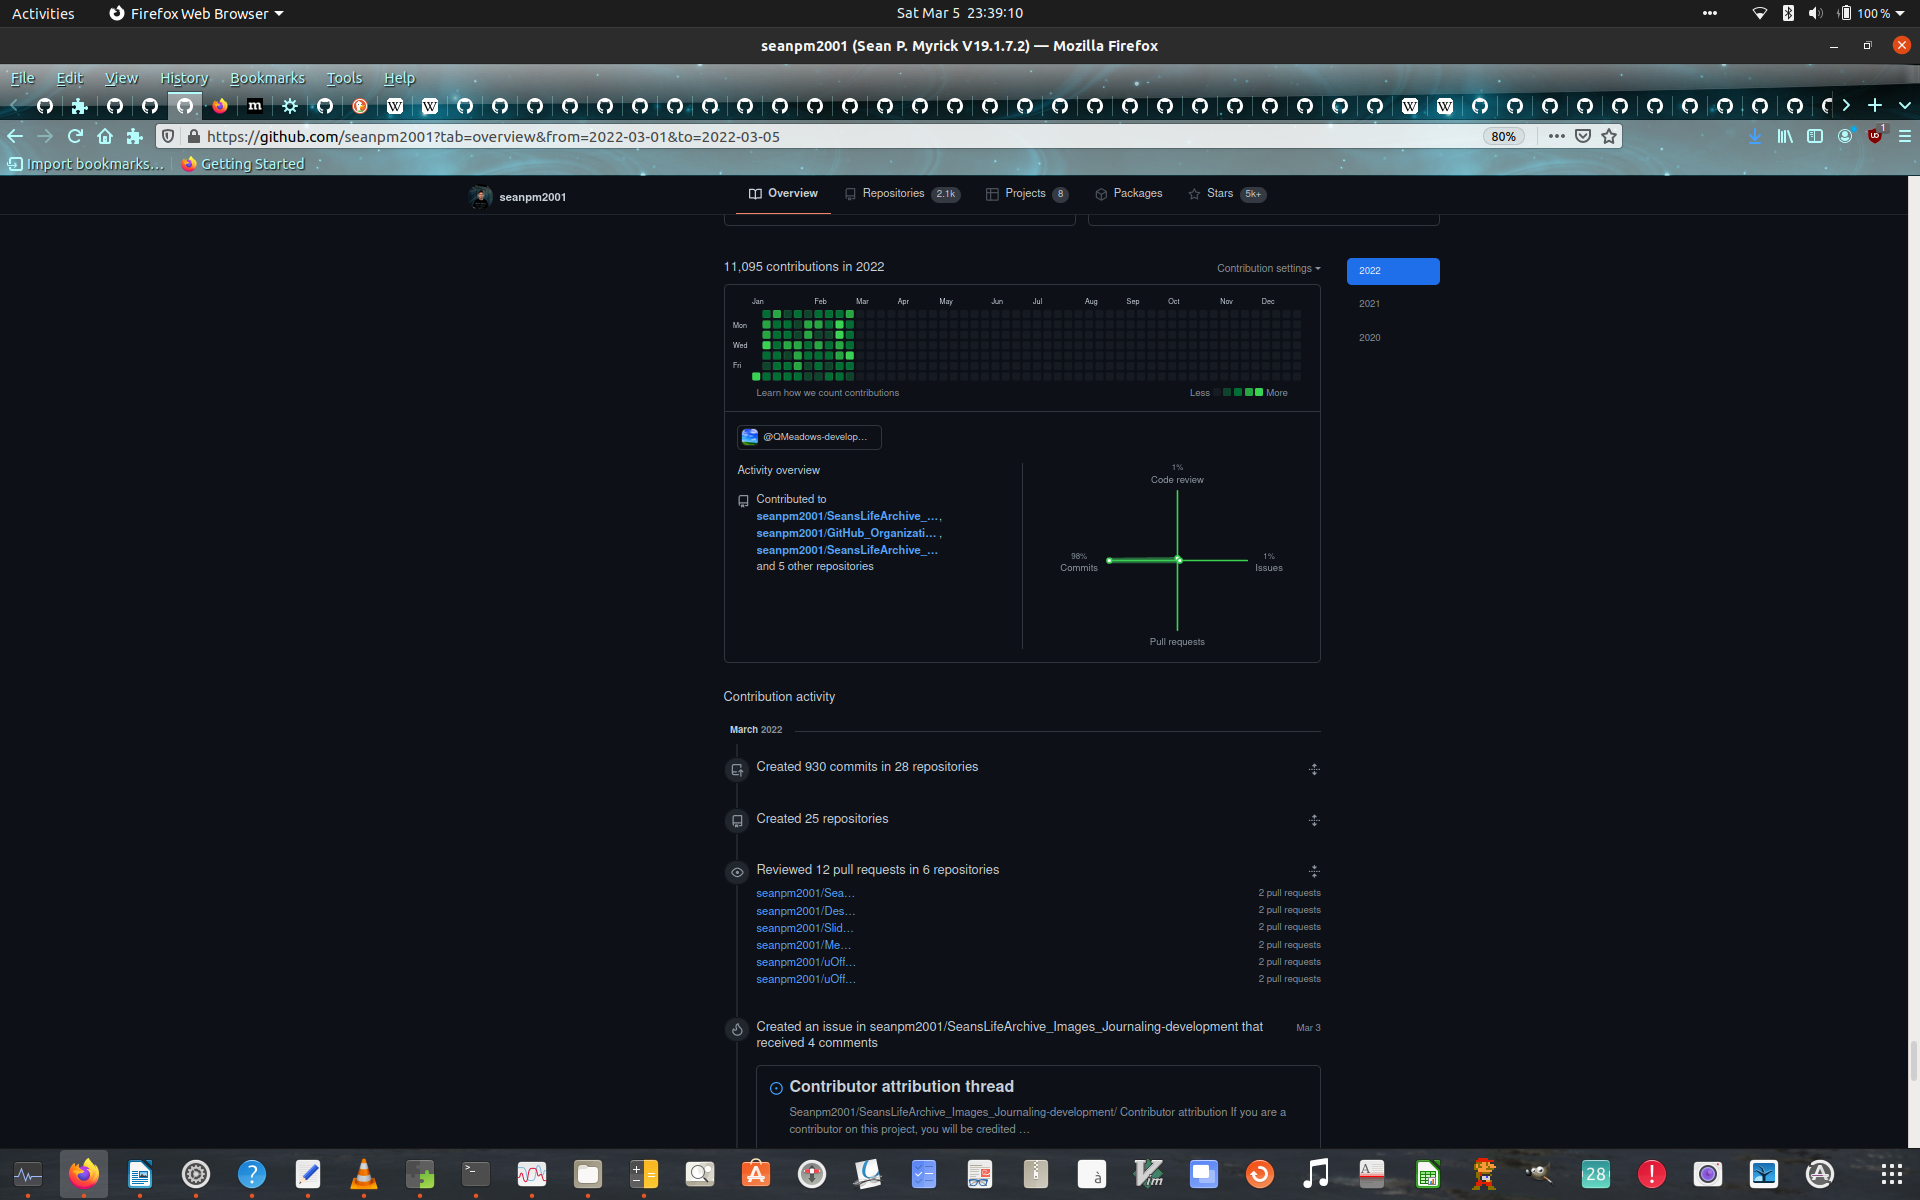 Activities
Firefox Web Browser
Sat Mar 5 23:39:10
100 %
seanpm2001 (Sean P. Myrick V19.1.7.2) — Mozilla Firefox
File Edit View History Bookmarks Tools Help
https://github.com/seanpm2001?tab=overview&from=2022-03-01&to=2022-03-05
80%
1
Import bookmarks...
Getting Started
seanpm2001
Overview
Repositories 2.1k
Projects 8
Packages
Stars 5k+
11,095 contributions in 2022
Contribution settings
2022
2021
2020
Jan Feb Mar Apr May Jun Jul Aug Sep Oct Nov Dec
Mon
Wed
Fri
Learn how we count contributions
Less More
@QMeadows-develop...
Activity overview
Contributed to
seanpm2001/SeansLifeArchive_... ,
seanpm2001/GitHub_Organizati... ,
seanpm2001/SeansLifeArchive_...
and 5 other repositories
1%
Code review
98%
Commits
1%
Issues
Pull requests
Contribution activity
March 2022
Created 930 commits in 28 repositories
Created 25 repositories
Reviewed 12 pull requests in 6 repositories
seanpm2001/Sea... 2 pull requests
seanpm2001/Des... 2 pull requests
seanpm2001/Slid... 2 pull requests
seanpm2001/Me... 2 pull requests
seanpm2001/uOff... 2 pull requests
seanpm2001/uOff... 2 pull requests
Created an issue in seanpm2001/SeansLifeArchive_Images_Journaling-development that Mar 3
received 4 comments
Contributor attribution thread
Seanpm2001/SeansLifeArchive_Images_Journaling-development/ Contributor attribution If you are a
contributor on this project, you will be credited ...
28